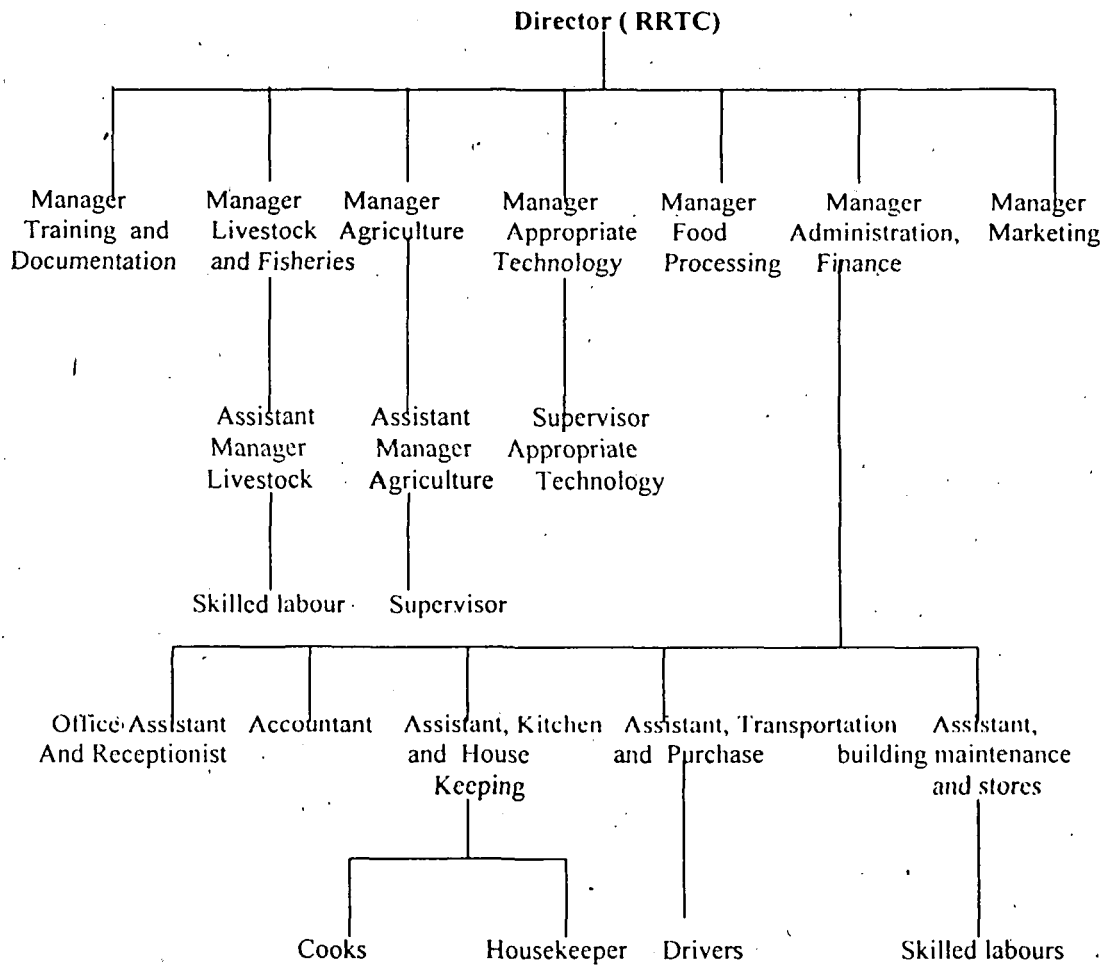 Director ( RRTC)
Manager
Training and
Documentation
Manager
Livestock
and Fisheries
Manager
Agriculture
Manager
Appropriate
Technology
Manager
Food
Processing
Manager
Administration,
Finance
Manager
Marketing
Assistant
Manager
Livestock
Assistant
Manager
Agriculture
Supervisor
Appropriate
Technology
Skilled labour
Supervisor
Office Assistant
And Receptionist
Accountant
Assistant, Kitchen
and House
Keeping
Assistant, Transportation
and Purchase
Assistant,
building maintenance
and stores
Cooks
Housekeeper
Drivers
Skilled labours